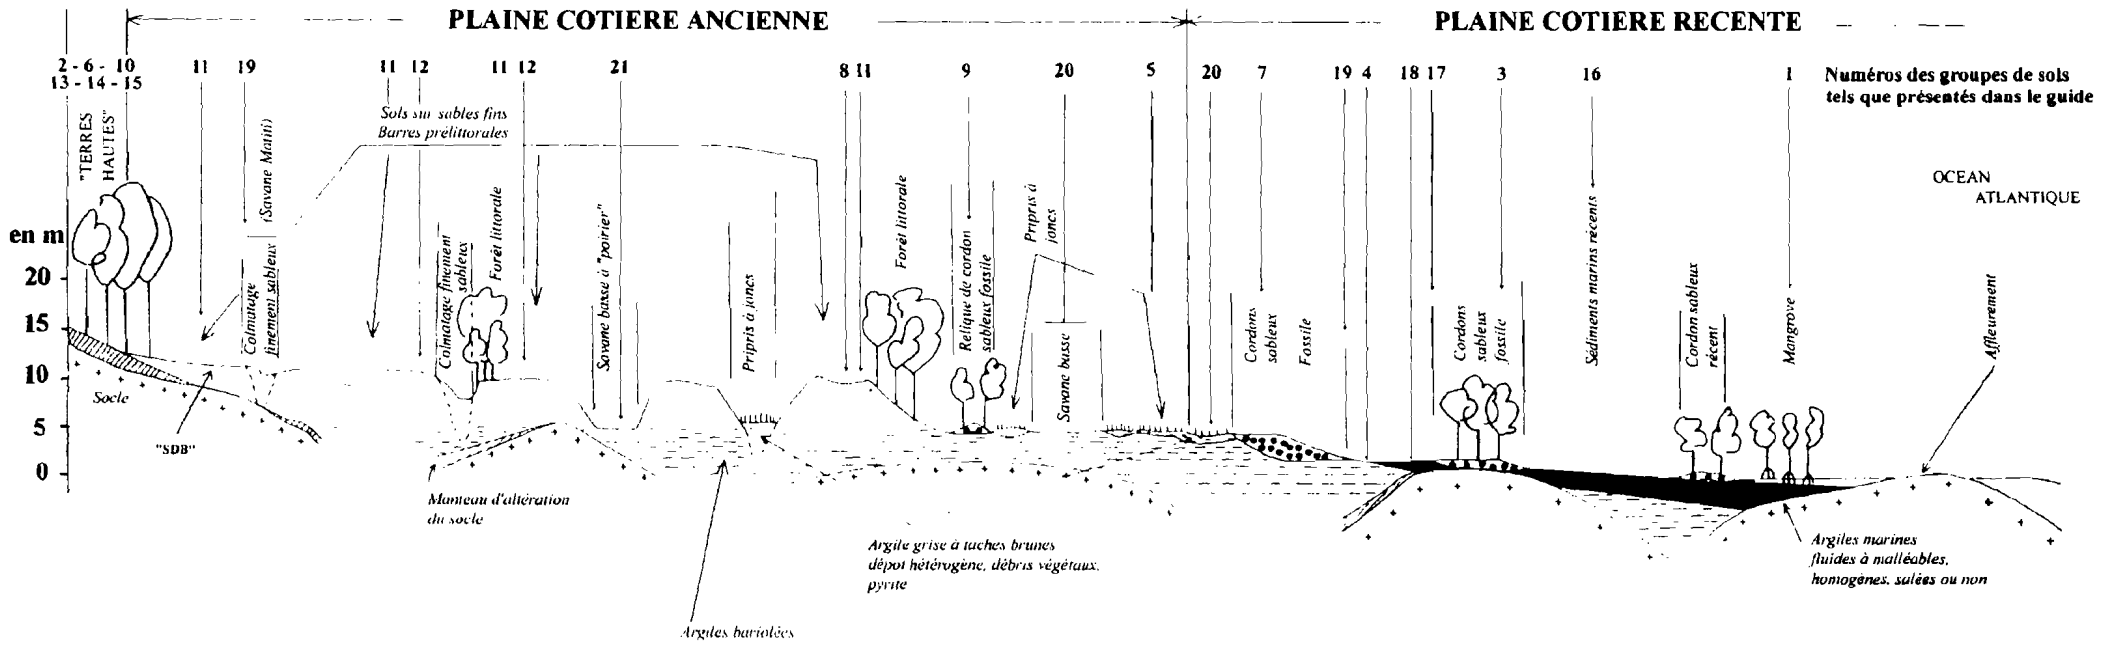 PLAINE COTIERE ANCIENNE
PLAINE COTIERE RECENTE
2 - 6 - 10
13 - 14 - 15
11
19
11
12
11
12
21
8
11
9
20
5
20
7
19
4
18
17
3
16
1
Numéros des groupes de sols
tels que présentés dans le guide
"TERRES
HAUTES"
(Savane Matiti)
Colmatage
finement sableux
Sols sur sables fins
Barres prélittorales
Colmatage finement
sableux
Forêt littorale
Savane basse à "poirier"
Pripris à joncs
Forêt littorale
Relique de cordon
sableux fossile
Pripris à
joncs
Savane basse
Cordons
sableux
Fossile
Cordons
sableux
fossile
Sédiments marins récents
Cordon sableux
récent
Mangrove
Affleurement
OCEAN
ATLANTIQUE
en m
20
15
10
5
0
Socle
"SDB"
Manteau d'altération
du socle
Argile grise à taches brunes
dépot hétérogène, débris végétaux,
pyrite
Argiles bariolées
Argiles marines
fluides à malléables,
homogènes, salées ou non